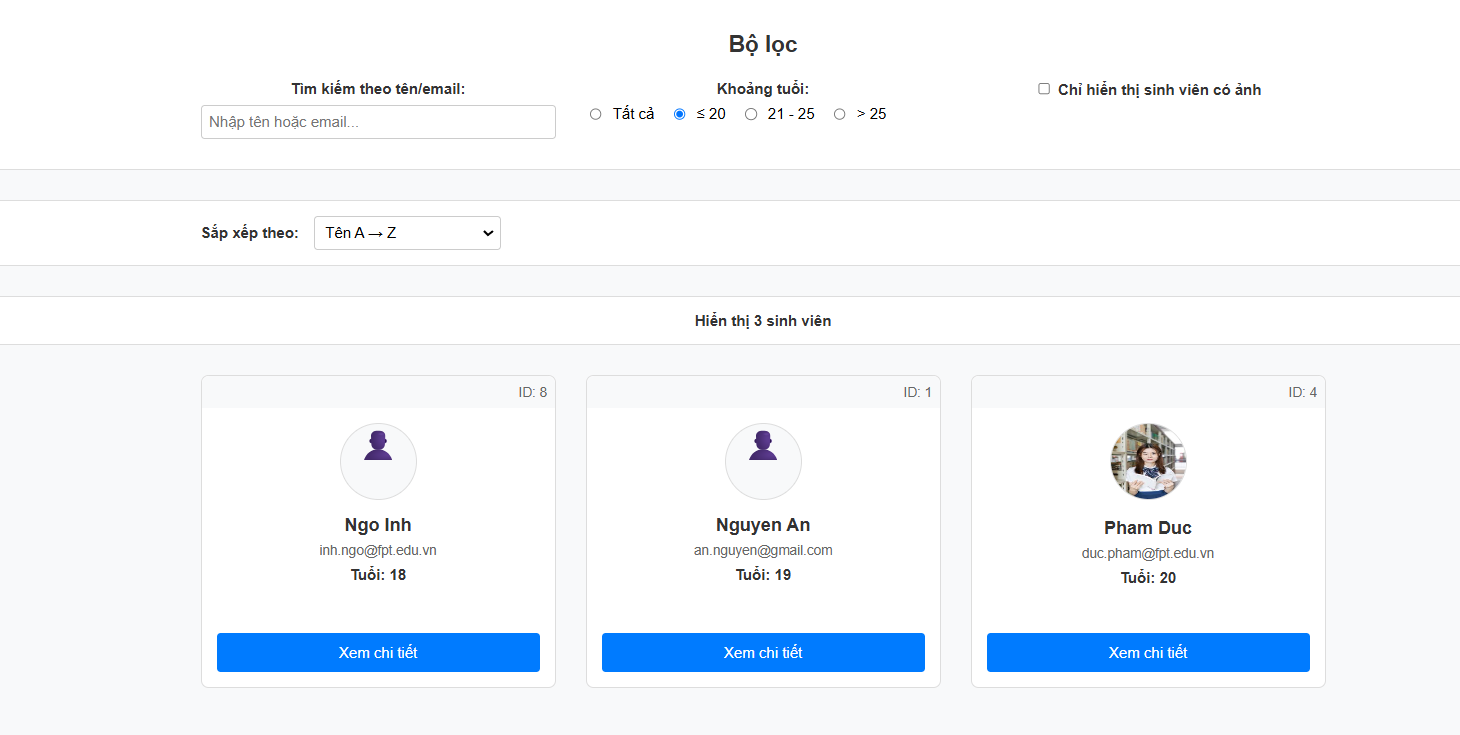 Bộ lọc
Tìm kiếm theo tên/email:
Nhập tên hoặc email...
Khoảng tuổi:
Tất cả ≤ 20 21 - 25 > 25
Chỉ hiển thị sinh viên có ảnh
Sắp xếp theo: Tên A → Z
Hiển thị 3 sinh viên
ID: 8
Ngo Inh
inh.ngo@fpt.edu.vn
Tuổi: 18
Xem chi tiết
ID: 1
Nguyen An
an.nguyen@gmail.com
Tuổi: 19
Xem chi tiết
ID: 4
Pham Duc
duc.pham@fpt.edu.vn
Tuổi: 20
Xem chi tiết